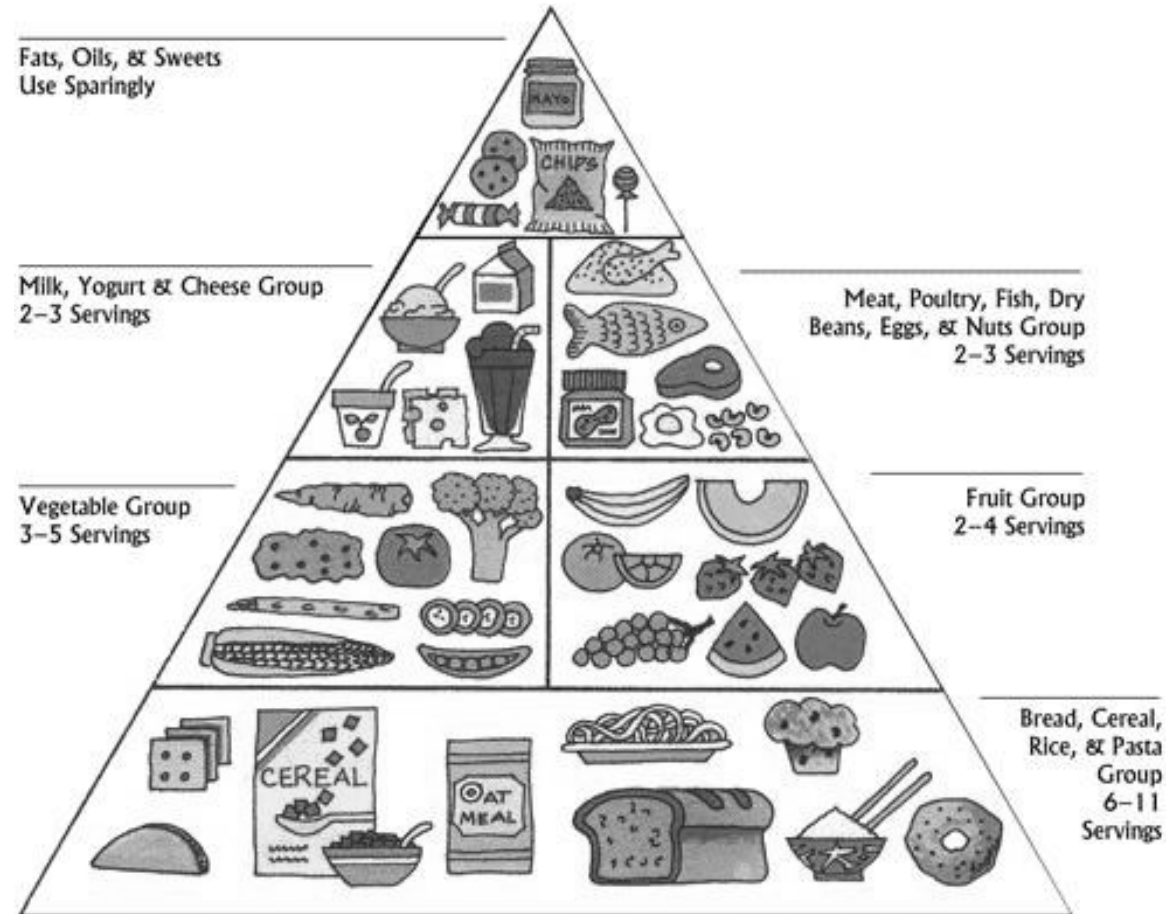 Fats, Oils, & Sweets
Use Sparingly
MAYO
CHIPS
Milk, Yogurt & Cheese Group
2–3 Servings
Meat, Poultry, Fish, Dry
Beans, Eggs, & Nuts Group
2–3 Servings
Vegetable Group
3–5 Servings
Fruit Group
2–4 Servings
Bread, Cereal,
Rice, & Pasta
Group
6–11
Servings
CEREAL
OAT
MEAL